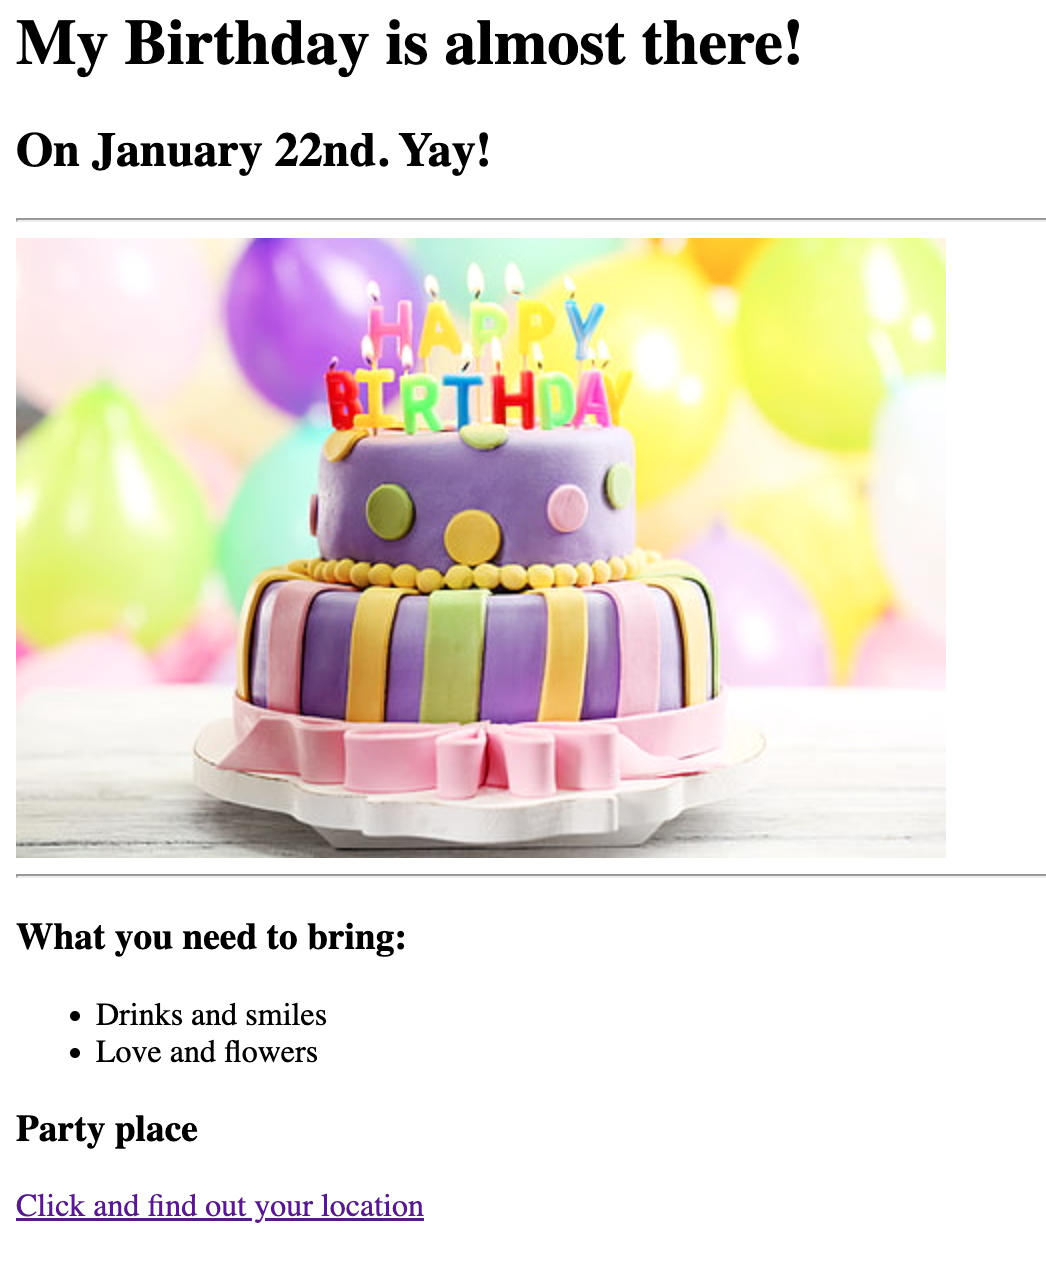 My Birthday is almost there!
On January 22nd. Yay!
HAPPY
BIRTHDAY
What you need to bring:
Drinks and smiles
Love and flowers
Party place
Click and find out your location